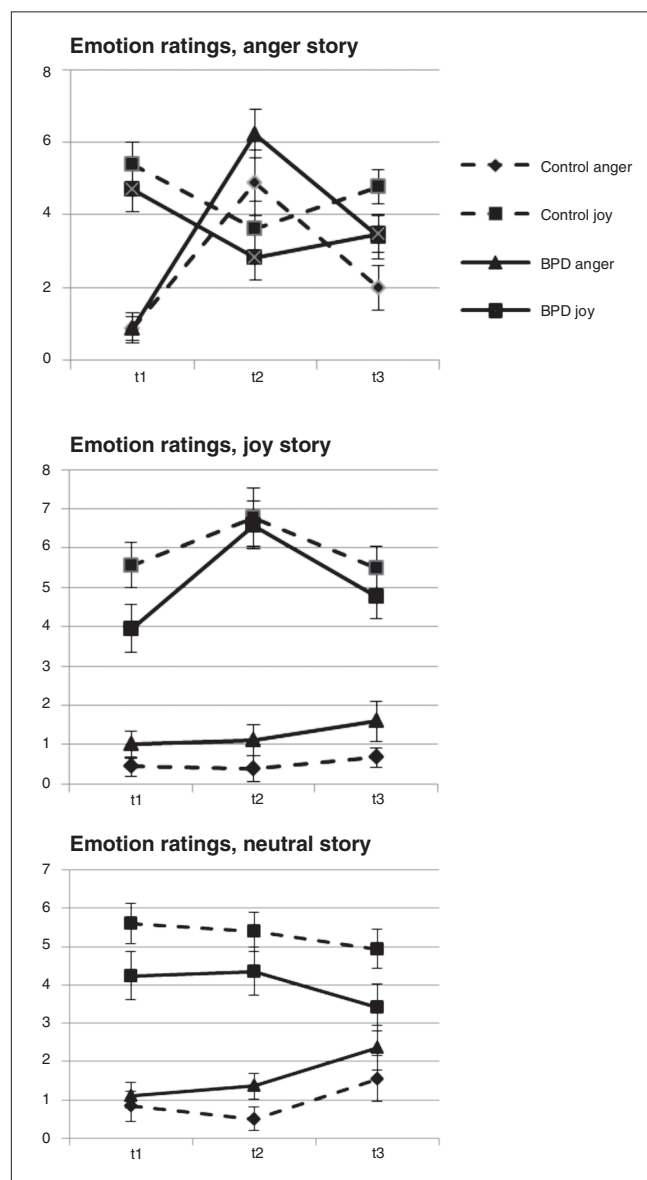 Emotion ratings, anger story
8
6
4
2
0
t1 t2 t3
Control anger
Control joy
BPD anger
BPD joy
Emotion ratings, joy story
8
7
6
5
4
3
2
1
0
t1 t2 t3
Emotion ratings, neutral story
7
6
5
4
3
2
1
0
t1 t2 t3